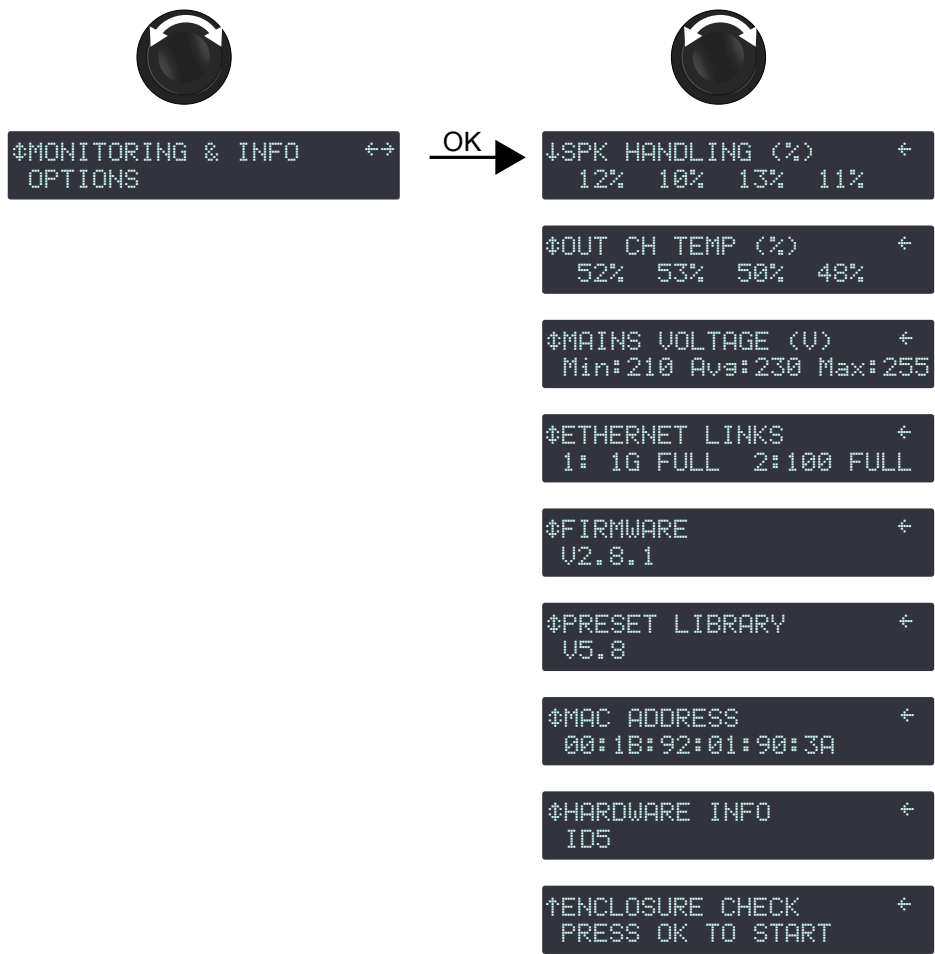 ↕MONITORING & INFO ←→
OPTIONS
OK
↓SPK HANDLING (%) ←
12% 10% 13% 11%
↕OUT CH TEMP (%) ←
52% 53% 50% 48%
↕MAINS VOLTAGE (V) ←
Min:210 Avg:230 Max:255
↕ETHERNET LINKS ←
1: 1G FULL 2:100 FULL
↕FIRMWARE ←
V2.8.1
↕PRESET LIBRARY ←
V5.8
↕MAC ADDRESS ←
00:1B:92:01:90:3A
↕HARDWARE INFO ←
ID5
↑ENCLOSURE CHECK ←
PRESS OK TO START